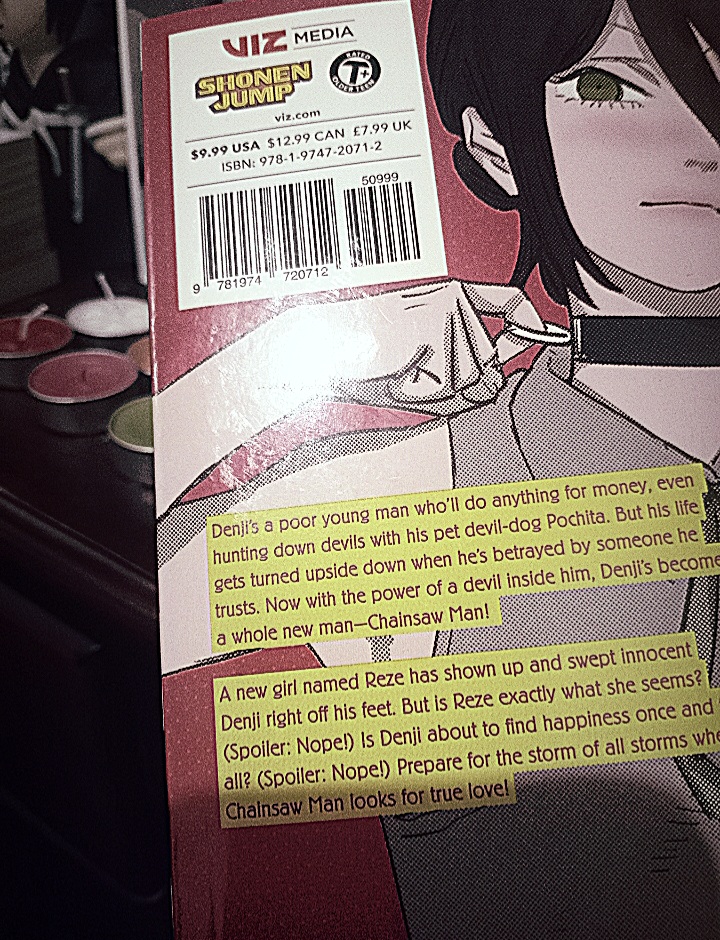 VIZ MEDIA
SHONEN JUMP
RATED T+ OLDER TEEN
viz.com
$9.99 USA $12.99 CAN £7.99 UK
ISBN: 978-1-9747-2071-2
50999
9 781974 720712
Denji's a poor young man who'll do anything for money, even
hunting down devils with his pet devil-dog Pochita. But his life
gets turned upside down when he's betrayed by someone he
trusts. Now with the power of a devil inside him, Denji's become
a whole new man—Chainsaw Man!
A new girl named Reze has shown up and swept innocent
Denji right off his feet. But is Reze exactly what she seems?
(Spoiler: Nope!) Is Denji about to find happiness once and
all? (Spoiler: Nope!) Prepare for the storm of all storms
Chainsaw Man looks for true love!